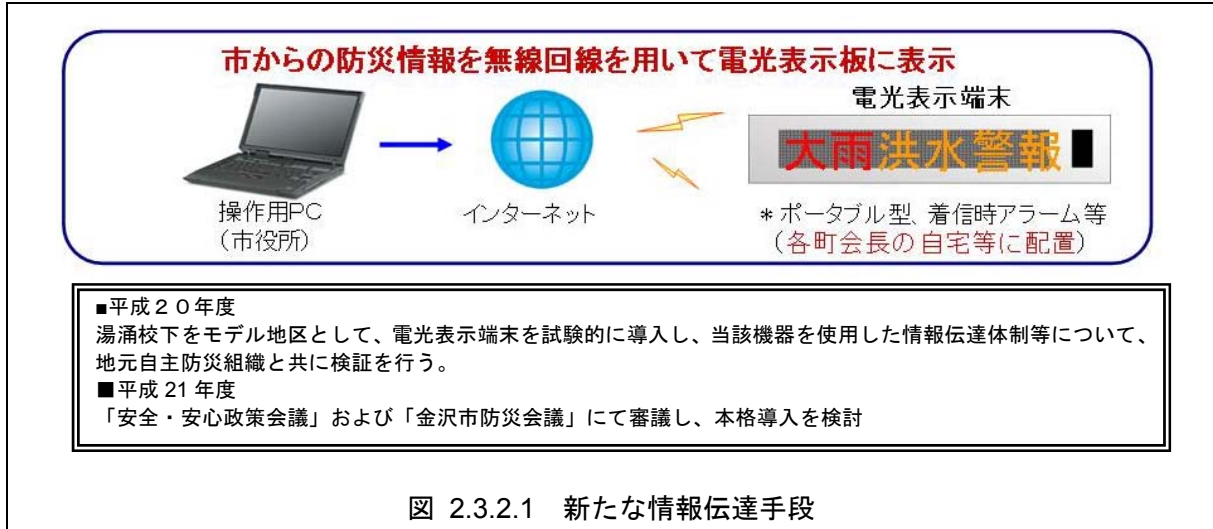 市からの防災情報を無線回線を用いて電光表示板に表示
電光表示端末
大雨洪水警報
操作用PC
(市役所)
インターネット
*ポータブル型、着信時アラーム等
(各町会長の自宅等に配置)
■平成20年度
湯涌校下をモデル地区として、電光表示端末を試験的に導入し、当該機器を使用した情報伝達体制等について、
地元自主防災組織と共に検証を行う。
■平成 21 年度
「安全・安心政策会議」および「金沢市防災会議」にて審議し、本格導入を検討
図 2.3.2.1 新たな情報伝達手段